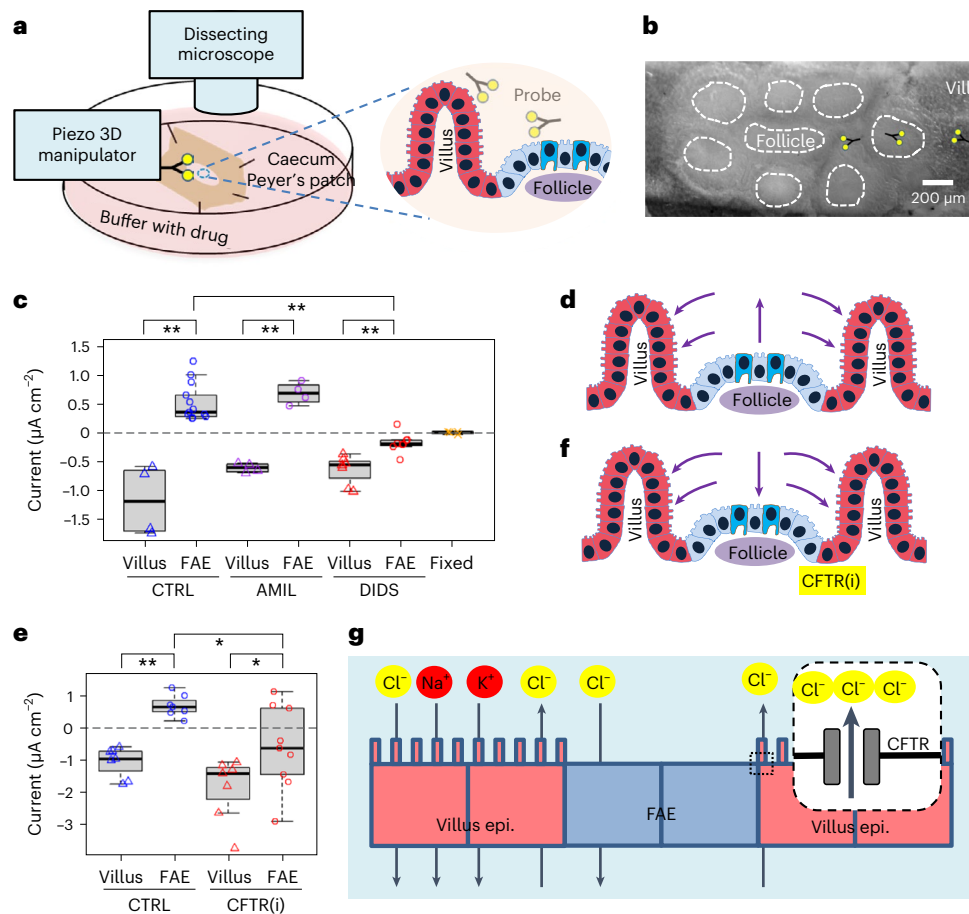 a
Dissecting
microscope
Piezo 3D
manipulator
Caecum
Peyer's patch
Buffer with drug
Villus
Probe
Follicle
b
Vill
Follicle
200 µm
c
**
** ** **
Current (µA cm−2)
1.5
1.0
0.5
0
−0.5
−1.0
−1.5
Villus FAE Villus FAE Villus FAE Fixed
CTRL AMIL DIDS
d
Villus
Follicle
Villus
f
Villus
Follicle
Villus
CFTR(i)
e
*
** *
Current (µA cm−2)
1
0
−1
−2
−3
Villus FAE Villus FAE
CTRL CFTR(i)
g
Cl− Na+ K+ Cl− Cl− Cl− Cl− Cl− Cl−
CFTR
Villus epi. FAE Villus epi.